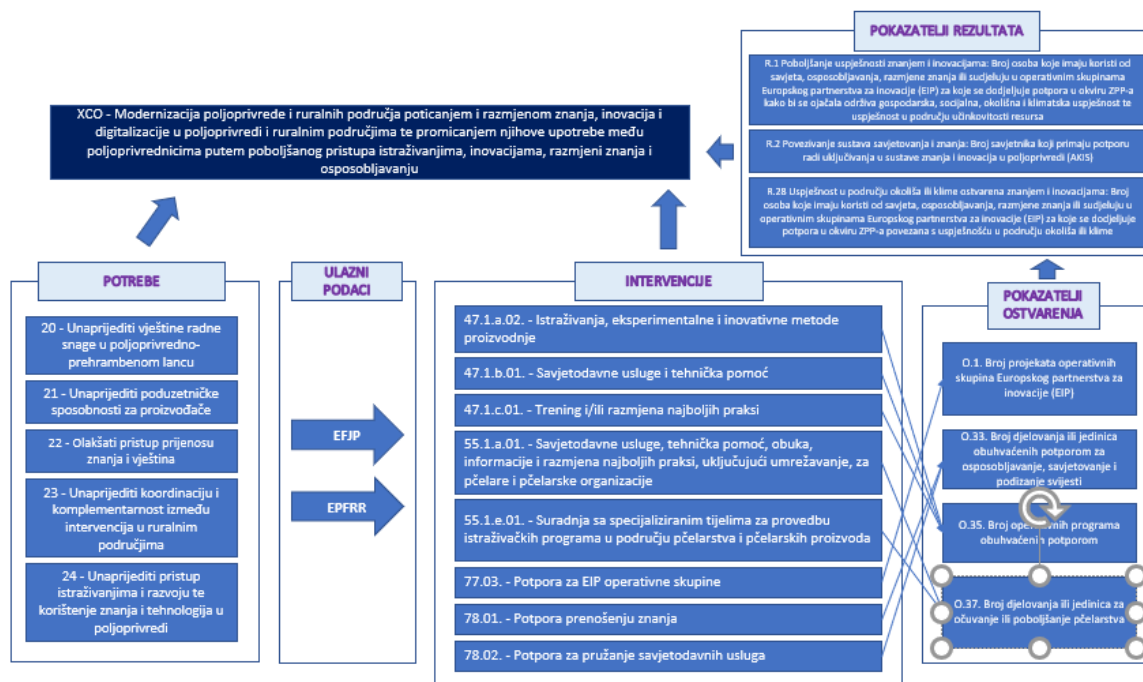 POKAZATELJI REZULTATA
R.1 Poboljšanje uspješnosti znanjem i inovacijama: Broj osoba koje imaju koristi od
savjeta, osposobljavanja, razmjene znanja ili sudjeluju u operativnim skupinama
Europskog partnerstva za inovacije (EIP) za koje se dodjeljuje potpora u okviru ZPP-a
kako bi se ojačala održiva gospodarska, socijalna, okolišna i klimatska uspješnost te
uspješnost u području učinkovitosti resursa
R.2 Povezivanje sustava savjetovanja i znanja: Broj savjetnika koji primaju potporu
radi uključivanja u sustave znanja i inovacija u poljoprivredi (AKIS)
R.28 Uspješnost u području okoliša ili klime ostvarena znanjem i inovacijama: Broj
osoba koje imaju koristi od savjeta, osposobljavanja, razmjene znanja ili sudjeluju u
operativnim skupinama Europskog partnerstva za inovacije (EIP) za koje se dodjeljuje
potpora u okviru ZPP-a povezana s uspješnošću u području okoliša ili klime
XCO - Modernizacija poljoprivrede i ruralnih područja poticanjem i razmjenom znanja, inovacija i
digitalizacije u poljoprivredi i ruralnim područjima te promicanjem njihove upotrebe među
poljoprivrednicima putem poboljšanog pristupa istraživanjima, inovacijama, razmjeni znanja i
osposobljavanju
POTREBE
20 - Unaprijediti vještine radne
snage u poljoprivredno-
prehrambenom lancu
21 - Unaprijediti poduzetničke
sposobnosti za proizvođače
22 - Olakšati pristup prijenosu
znanja i vještina
23 - Unaprijediti koordinaciju i
komplementarnost između
intervencija u ruralnim
područjima
24 - Unaprijediti pristup
istraživanjima i razvoju te
korištenje znanja i tehnologija u
poljoprivredi
ULAZNI
PODACI
EFJP
EPFRR
INTERVENCIJE
47.1.a.02. - Istraživanja, eksperimentalne i inovativne metode
proizvodnje
47.1.b.01. - Savjetodavne usluge i tehnička pomoć
47.1.c.01. - Trening i/ili razmjena najboljih praksi
55.1.a.01. - Savjetodavne usluge, tehnička pomoć, obuka,
informacije i razmjena najboljih praksi, uključujući umrežavanje, za
pčelare i pčelarske organizacije
55.1.e.01. - Suradnja sa specijaliziranim tijelima za provedbu
istraživačkih programa u području pčelarstva i pčelarskih proizvoda
77.03. - Potpora za EIP operativne skupine
78.01. - Potpora prenošenju znanja
78.02. - Potpora za pružanje savjetodavnih usluga
POKAZATELJI
OSTVARENJA
O.1. Broj projekata operativnih
skupina Europskog partnerstva za
inovacije (EIP)
O.33. Broj djelovanja ili jedinica
obuhvaćenih potporom za
osposobljavanje, savjetovanje i
podizanje svijesti
O.35. Broj programa
obuhvaćenih potporom
O.37. Broj djelovanja ili jedinica za
očuvanje ili poboljšanje pčelarstva